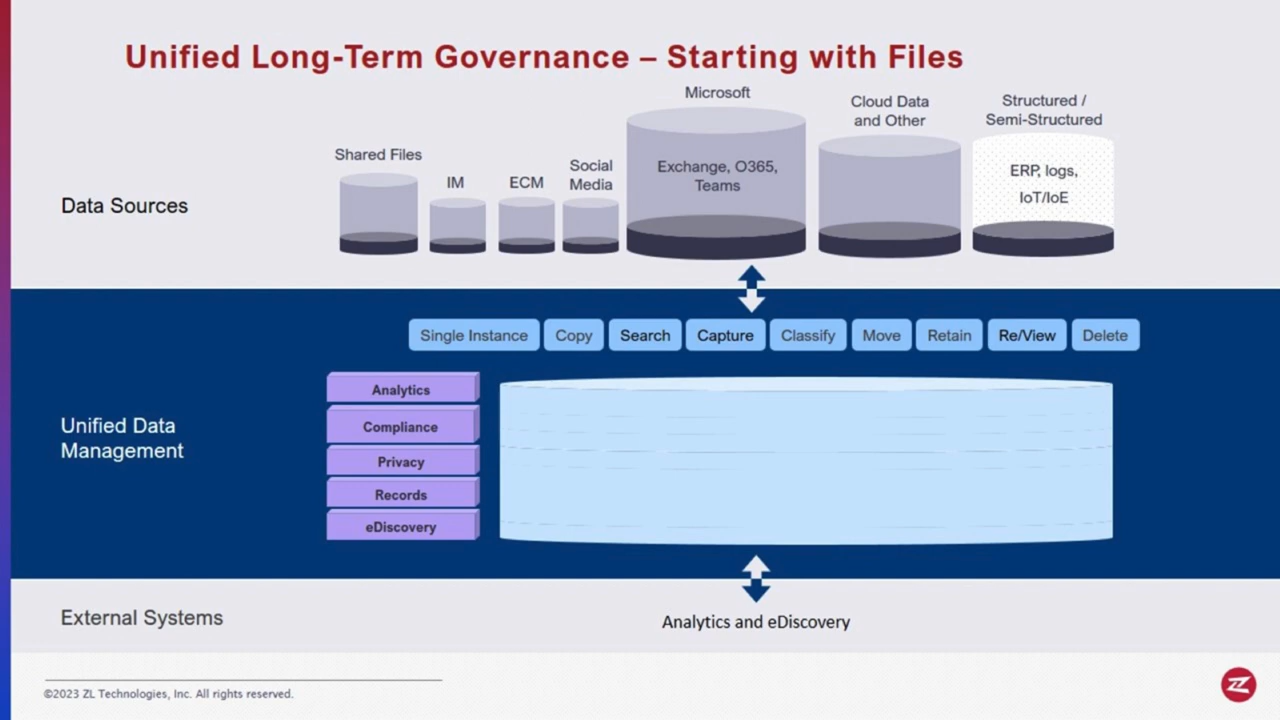 Unified Long-Term Governance – Starting with Files
Microsoft
Cloud Data
and Other
Structured /
Semi-Structured
Shared Files
IM
ECM
Social
Media
Exchange, O365,
Teams
ERP, logs,
IoT/IoE
Data Sources
Single Instance
Copy
Search
Capture
Classify
Move
Retain
Re/View
Delete
Analytics
Compliance
Privacy
Records
eDiscovery
Unified Data
Management
External Systems
Analytics and eDiscovery
©2023 ZL Technologies, Inc. All rights reserved.
ZL